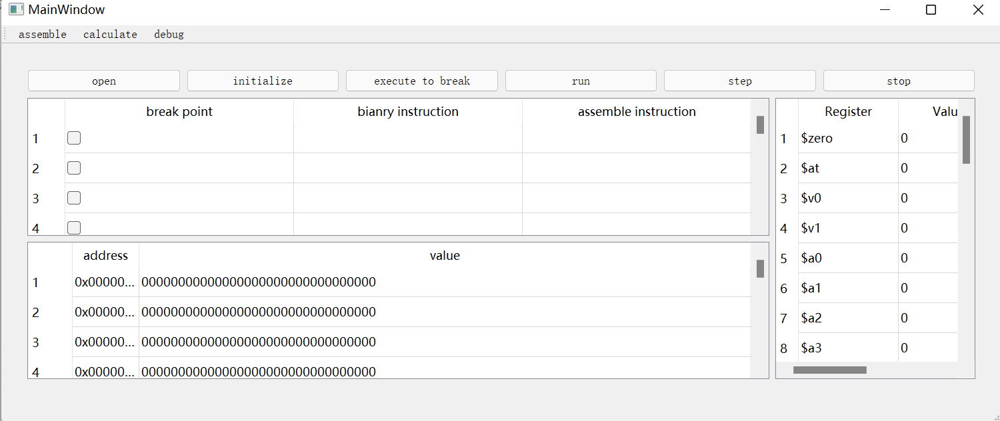 MainWindow
assemble calculate debug
open initialize execute to break run step stop
break point bianry instruction assemble instruction
1
2
3
4
address value
1 0x00000... 00000000000000000000000000000000
2 0x00000... 00000000000000000000000000000000
3 0x00000... 00000000000000000000000000000000
4 0x00000... 00000000000000000000000000000000
Register Valu
1 $zero 0
2 $at 0
3 $v0 0
4 $v1 0
5 $a0 0
6 $a1 0
7 $a2 0
8 $a3 0